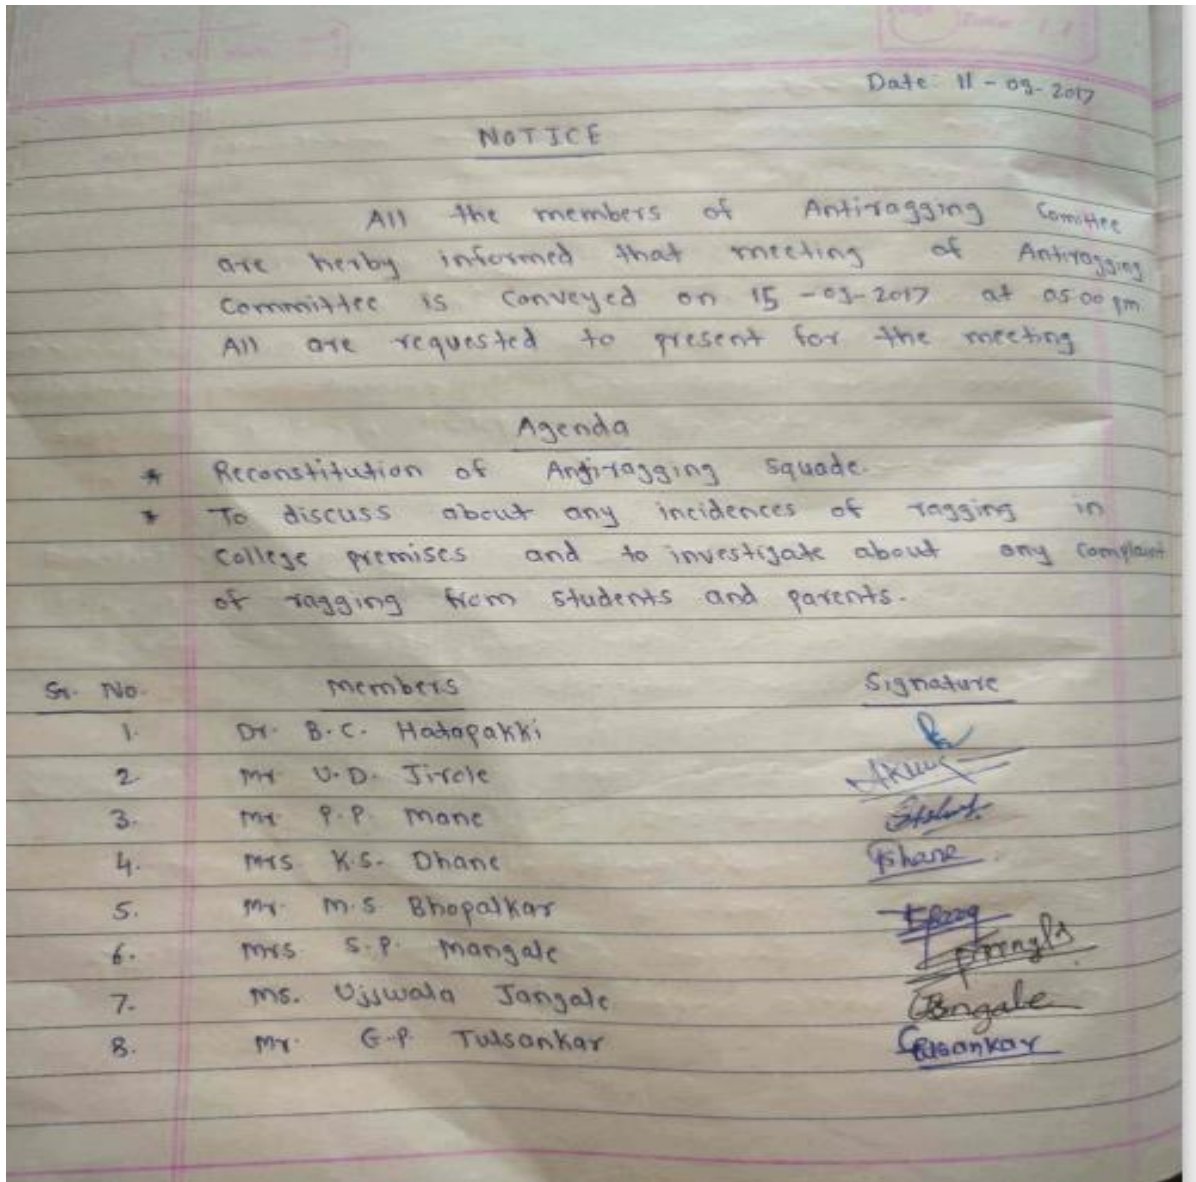 Date: 11-09-2017
NOTICE
All the members of Antiragging Comittee
are herby informed that meeting of Antiragging
Committee is conveyed on 15-09-2017 at 05.00 pm
All are requested to present for the meeting
Agenda
* Reconstitution of Antiragging squade.
* To discuss about any incidences of ragging in
College premises and to investigate about any complaint
of ragging from students and parents.
Sr. No. Members Signature
1. Dr. B.C. Hatapakki
2. Mr U.D. Jirole
3. Mr P.P. Mane
4. Mrs K.S. Dhane Dhane
5. Mr. M.S Bhopalkar
6. Mrs. S.P. Mangale
7. Ms. Ujjwala Jangale Jangale
8. Mr. G.P. Tulsankar